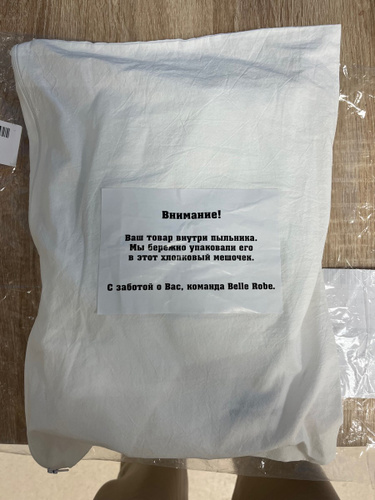 Внимание!
Ваш товар внутри пыльника.
Мы бережно упаковали его
в этот хлопковый мешочек.
С заботой о Вас, команда Belle Robe.